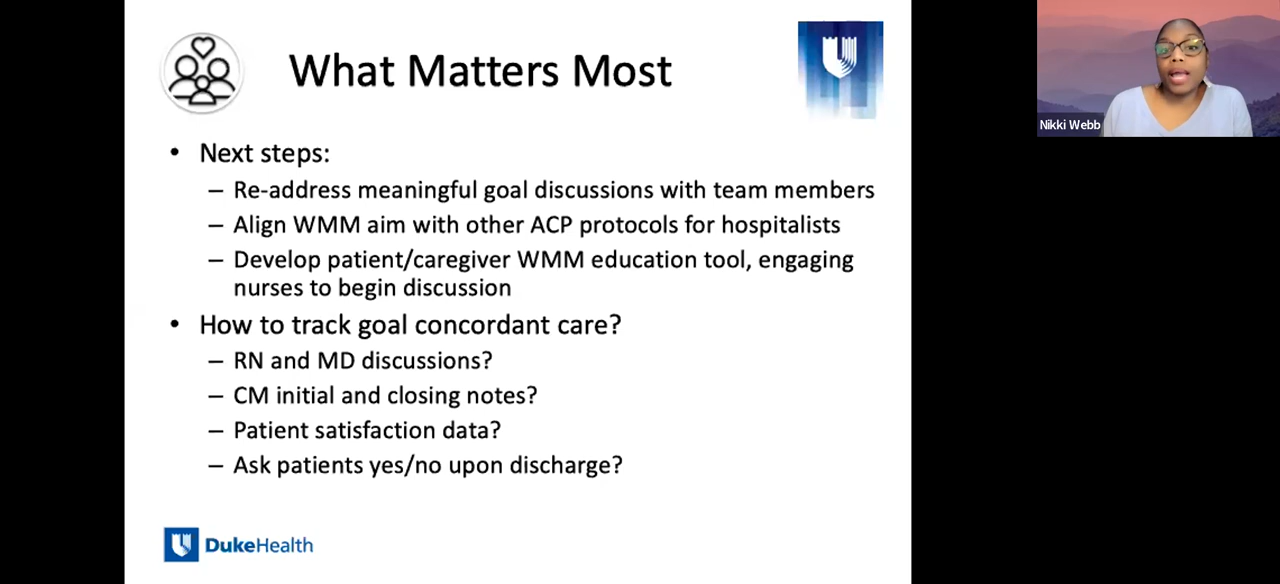 What Matters Most
• Next steps:
– Re-address meaningful goal discussions with team members
– Align WMM aim with other ACP protocols for hospitalists
– Develop patient/caregiver WMM education tool, engaging
nurses to begin discussion
• How to track goal concordant care?
– RN and MD discussions?
– CM initial and closing notes?
– Patient satisfaction data?
– Ask patients yes/no upon discharge?
DukeHealth
Nikki Webb